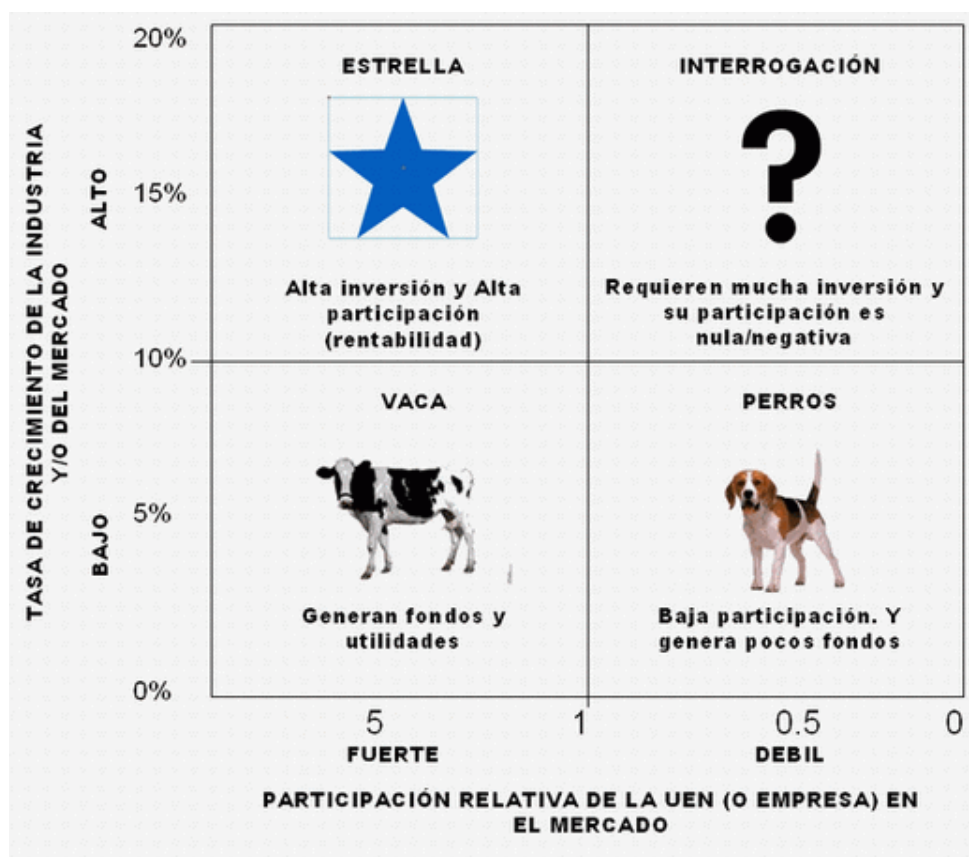 20%
ESTRELLA
INTERROGACIÓN
15%
ALTO
Alta inversión y Alta
participación
(rentabilidad)
Requieren mucha inversión y
su participación es
nula/negativa
TASA DE CRECIMIENTO DE LA INDUSTRIA
Y/O DEL MERCADO
10%
VACA
PERROS
5%
BAJO
Generan fondos y
utilidades
Baja participación. Y
genera pocos fondos
0%
5
1
0.5
0
FUERTE
DEBIL
PARTICIPACIÓN RELATIVA DE LA UEN (O EMPRESA) EN
EL MERCADO